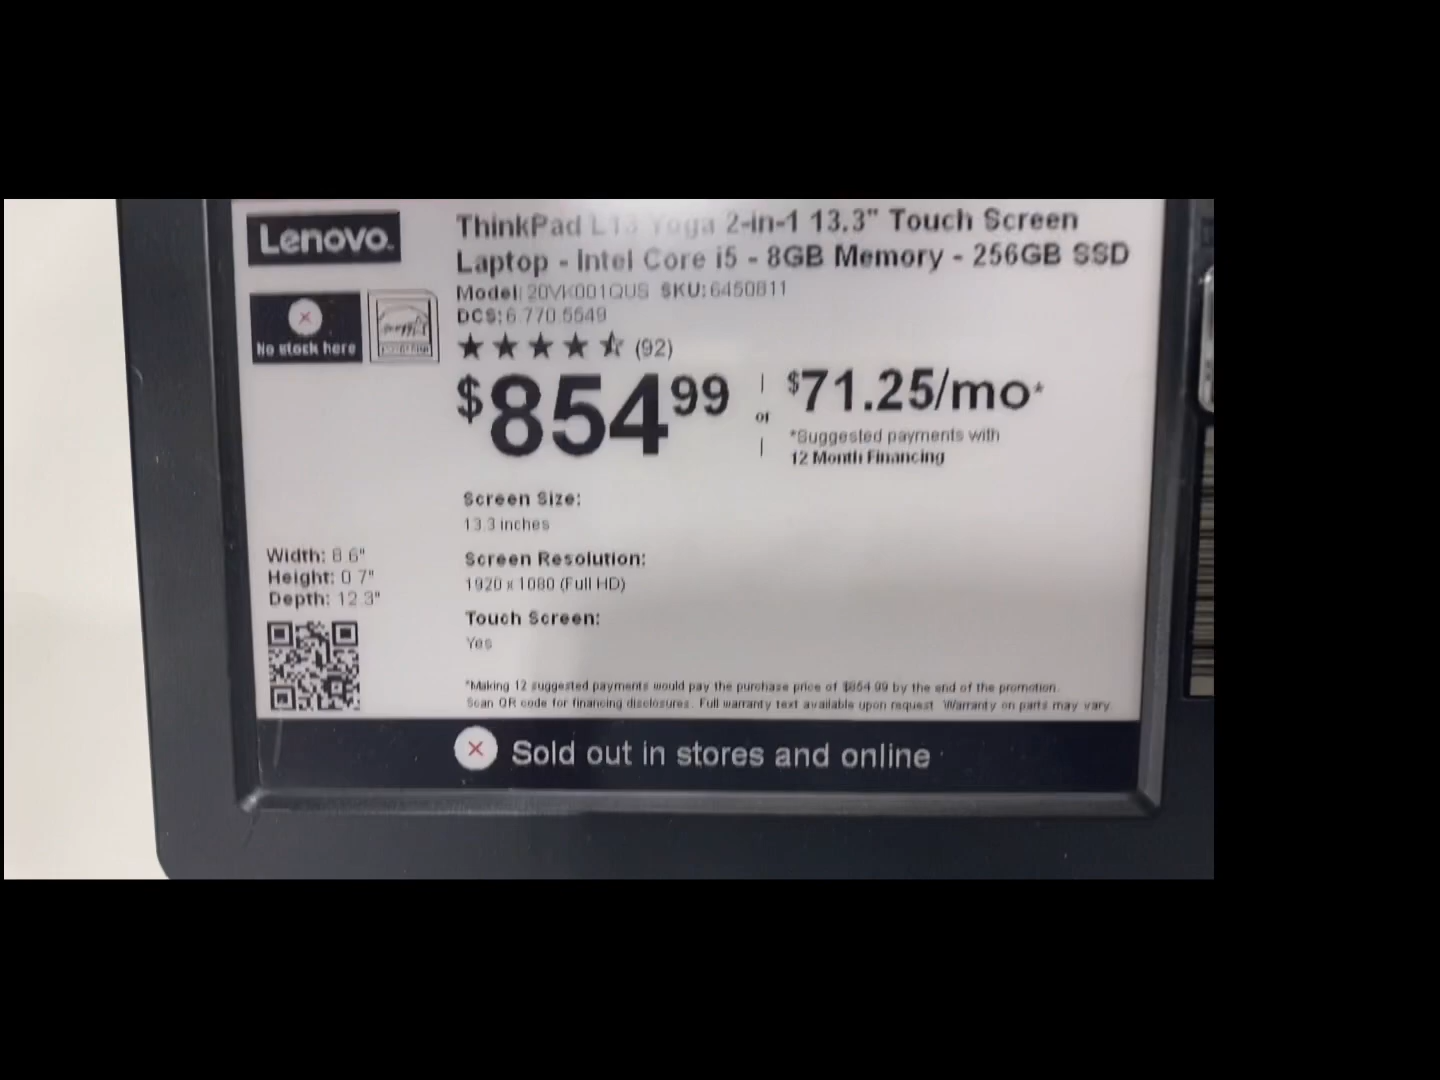 Lenovo.
ThinkPad L13 Yoga 2-in-1 13.3" Touch Screen
Laptop - Intel Core i5 - 8GB Memory - 256GB SSD
Model: 20VK001QUS SKU: 6450811
DCS: 6.770.5549
No stock here
(92)
$854 99
or
$71.25/mo*
*Suggested payments with
12 Month Financing
Screen Size:
13.3 inches
Width: 8.6"
Height: 0.7"
Depth: 12.3"
Screen Resolution:
1920 x 1080 (Full HD)
Touch Screen:
Yes
*Making 12 suggested payments would pay the purchase price of $854.99 by the end of the promotion.
Scan QR code for financing disclosures. Full warranty text available upon request. Warranty on parts may vary.
Sold out in stores and online